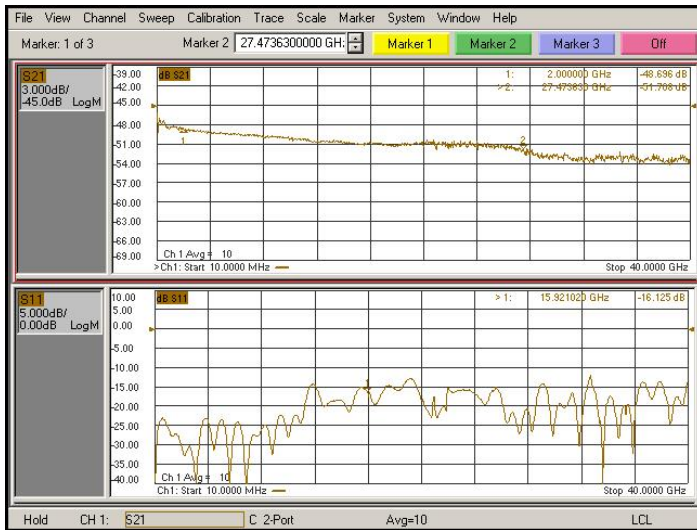 File View Channel Sweep Calibration Trace Scale Marker System Window Help
Marker: 1 of 3 Marker 2 27.4736300000 GH: Marker 1 Marker 2 Marker 3 Off
S21
3.000dB/
-45.0dB LogM
-39.00
-42.00
-45.00
-48.00
-51.00
-54.00
-57.00
-60.00
-63.00
-66.00
-69.00
dB S21
1: 2.000000 GHz -48.696 dB
>2: 27.473630 GHz -51.708 dB
1
2
Ch 1 Avg = 10
>Ch1: Start 10.0000 MHz Stop 40.0000 GHz
S11
5.000dB/
0.00dB LogM
10.00
5.00
0.00
-5.00
-10.00
-15.00
-20.00
-25.00
-30.00
-35.00
-40.00
dB S11
> 1: 15.921020 GHz -16.125 dB
1
Ch 1 Avg = 10
Ch1: Start 10.0000 MHz Stop 40.0000 GHz
Hold CH 1: S21 C 2-Port Avg=10 LCL